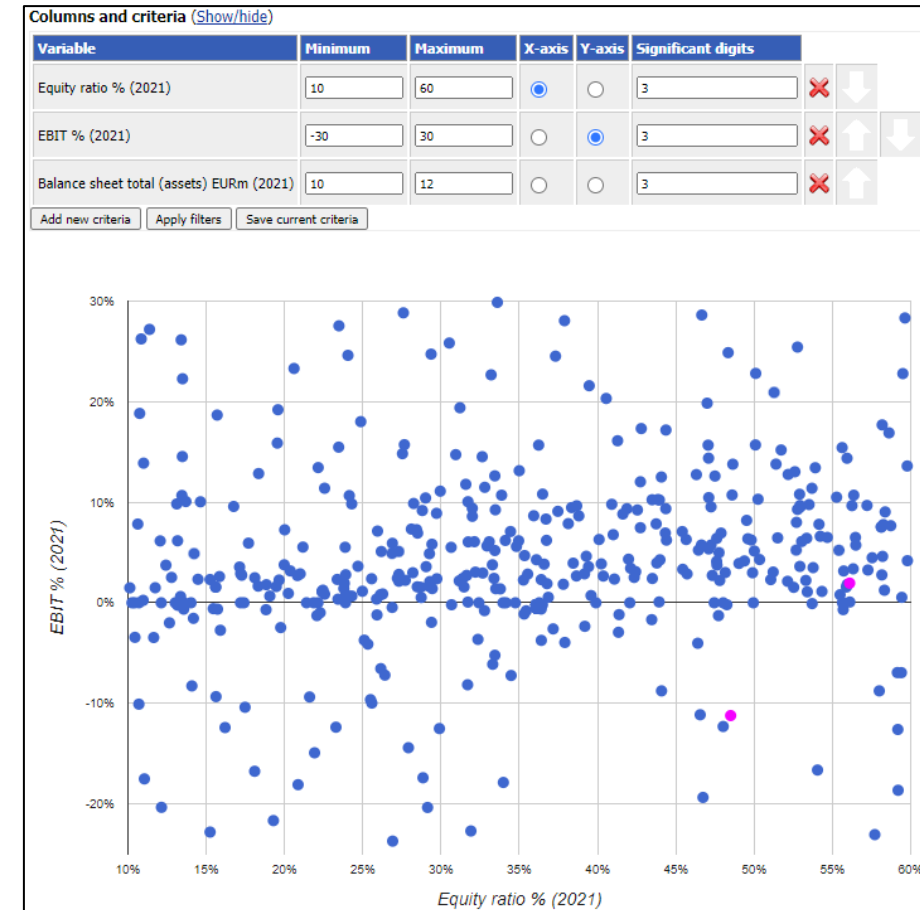 Columns and criteria (Show/hide)
Variable Minimum Maximum X-axis Y-axis Significant digits
Equity ratio % (2021) 10 60 3
EBIT % (2021) -30 30 3
Balance sheet total (assets) EURm (2021) 10 12 3
Add new criteria Apply filters Save current criteria
30%
20%
10%
0%
-10%
-20%
EBIT % (2021)
10% 15% 20% 25% 30% 35% 40% 45% 50% 55% 60%
Equity ratio % (2021)